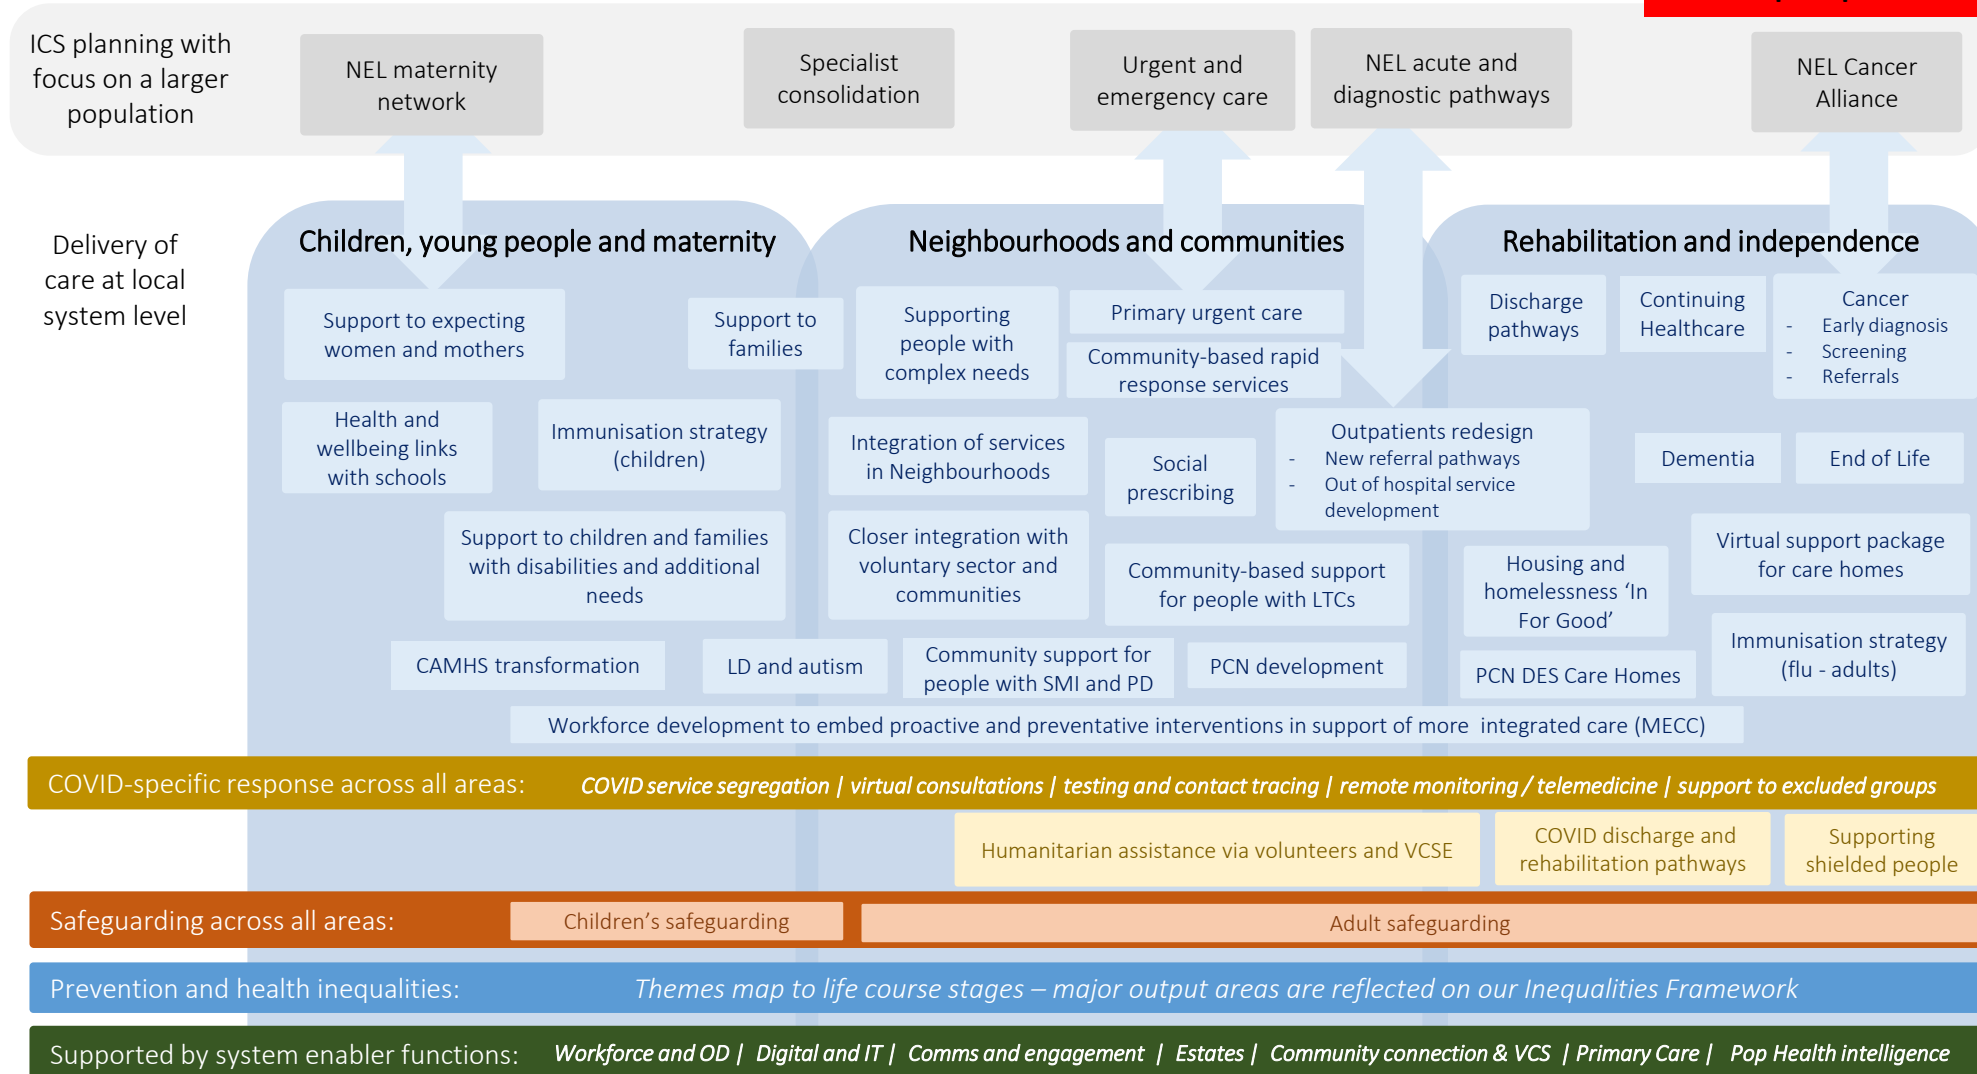 ICS planning with
focus on a larger
population
NEL maternity
network
Specialist
consolidation
Urgent and
emergency care
NEL acute and
diagnostic pathways
NEL Cancer
Alliance
Delivery of
care at local
system level
Children, young people and maternity
Support to expecting
women and mothers
Support to
families
Health and
wellbeing links
with schools
Immunisation strategy
(children)
Support to children and families
with disabilities and additional
needs
CAMHS transformation
LD and autism
Neighbourhoods and communities
Supporting
people with
complex needs
Primary urgent care
Community-based rapid
response services
Integration of services
in Neighbourhoods
Social
prescribing
Outpatients redesign
- New referral pathways
- Out of hospital service
development
Closer integration with
voluntary sector and
communities
Community-based support
for people with LTCs
Community support for
people with SMI and PD
PCN development
Rehabilitation and independence
Discharge
pathways
Continuing
Healthcare
Cancer
- Early diagnosis
- Screening
- Referrals
Dementia
End of Life
Housing and
homelessness ‘In
For Good’
Virtual support package
for care homes
PCN DES Care Homes
Immunisation strategy
(flu - adults)
Workforce development to embed proactive and preventative interventions in support of more integrated care (MECC)
COVID-specific response across all areas: COVID service segregation | virtual consultations | testing and contact tracing | remote monitoring / telemedicine | support to excluded groups
Humanitarian assistance via volunteers and VCSE
COVID discharge and
rehabilitation pathways
Supporting
shielded people
Safeguarding across all areas: Children’s safeguarding Adult safeguarding
Prevention and health inequalities: Themes map to life course stages – major output areas are reflected on our Inequalities Framework
Supported by system enabler functions: Workforce and OD | Digital and IT | Comms and engagement | Estates | Community connection & VCS | Primary Care | Pop Health intelligence